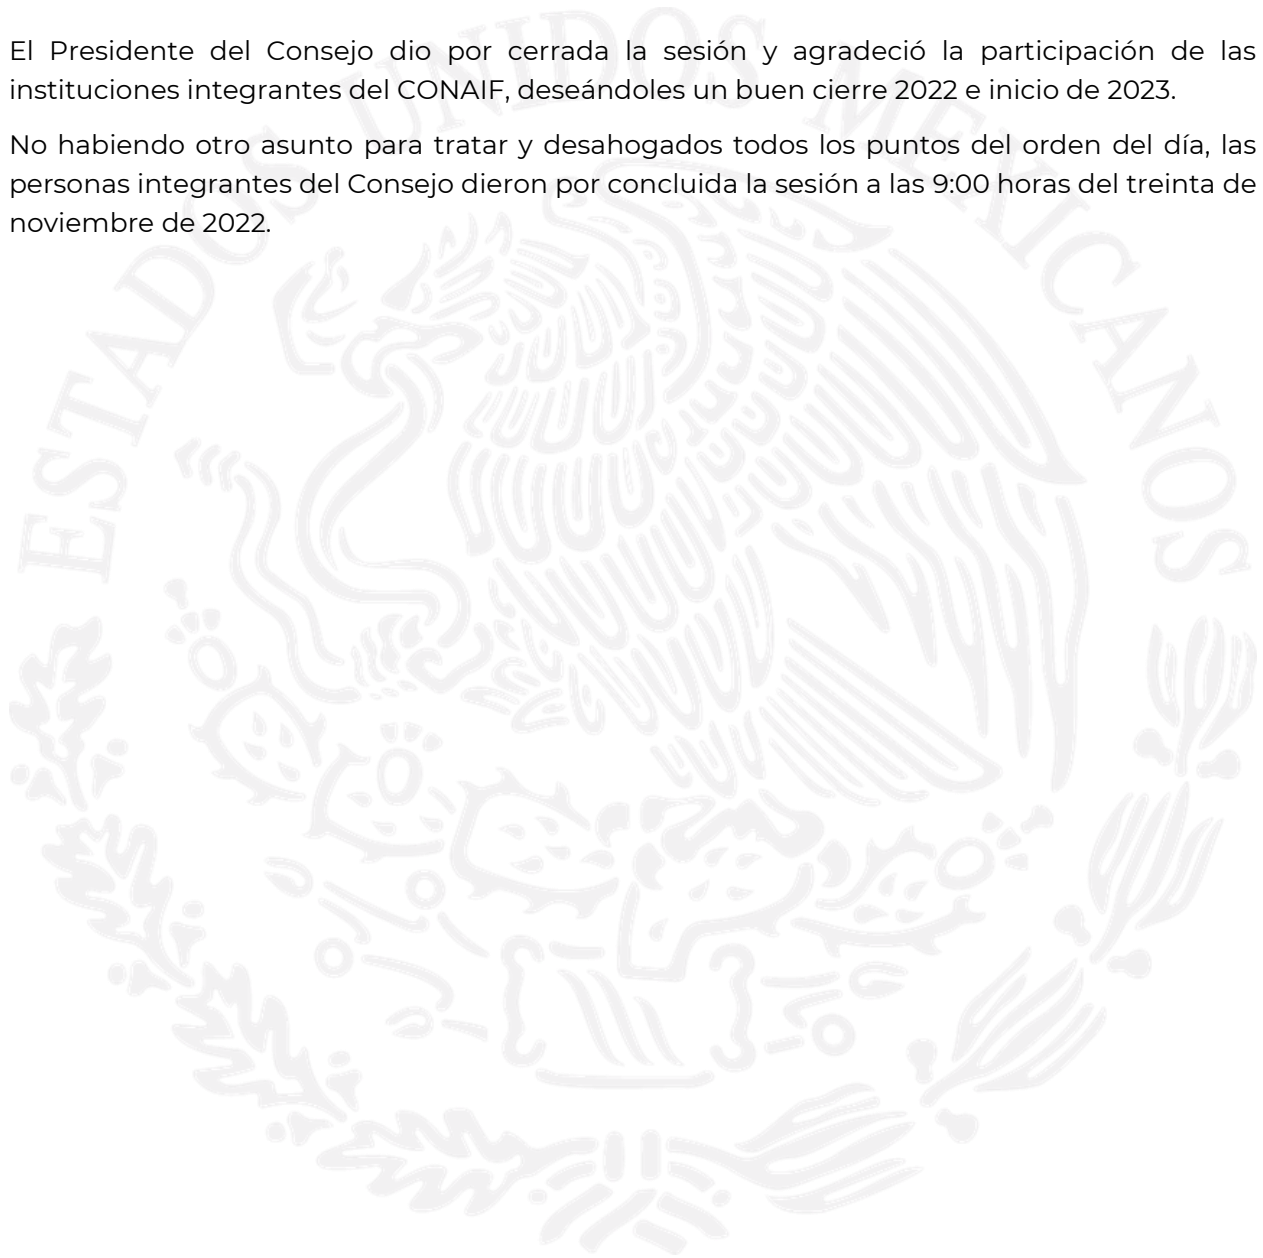 El Presidente del Consejo dio por cerrada la sesión y agradeció la participación de las
instituciones integrantes del CONAIF, deseándoles un buen cierre 2022 e inicio de 2023.
No habiendo otro asunto para tratar y desahogados todos los puntos del orden del día, las
personas integrantes del Consejo dieron por concluida la sesión a las 9:00 horas del treinta de
noviembre de 2022.
ESTADOS UNIDOS MEXICANOS